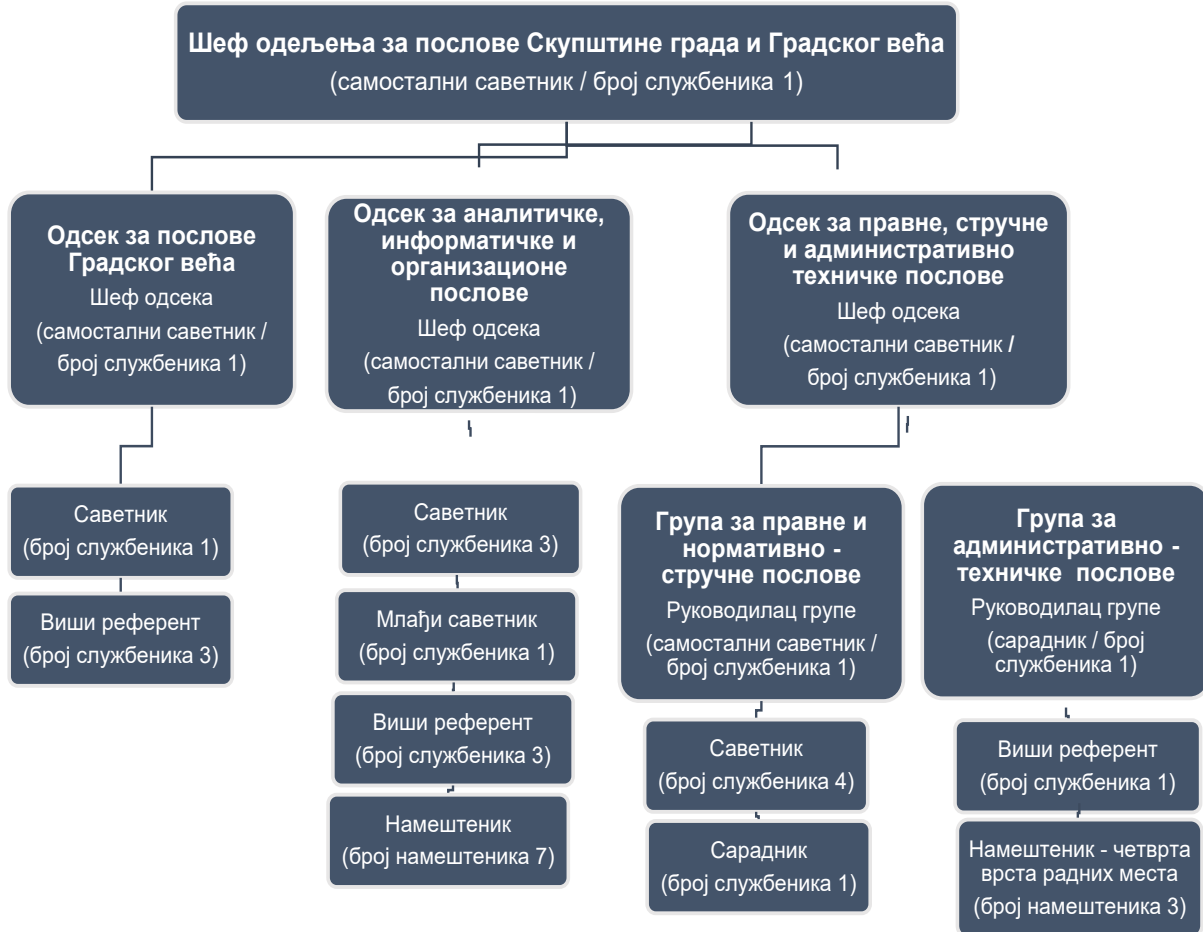 Шеф одељења за послове Скупштине града и Градског већа
(самостални саветник / број службеника 1)
Одсек за послове
Градског већа
Шеф одсека
(самостални саветник /
број службеника 1)
Одсек за аналитичке,
информатичке и
организационе
послове
Шеф одсека
(самостални саветник /
број службеника 1)
Одсек за правне, стручне
и административно
техничке послове
Шеф одсека
(самостални саветник /
број службеника 1)
Саветник
(број службеника 1)
Виши референт
(број службеника 3)
Саветник
(број службеника 3)
Млађи саветник
(број службеника 1)
Виши референт
(број службеника 3)
Намештеник
(број намештеника 7)
Група за правне и
нормативно -
стручне послове
Руководилац групе
(самостални саветник /
број службеника 1)
Саветник
(број службеника 4)
Сарадник
(број службеника 1)
Група за
административно -
техничке послове
Руководилац групе
(сарадник / број
службеника 1)
Виши референт
(број службеника 1)
Намештеник - четврта
врста радних места
(број намештеника 3)